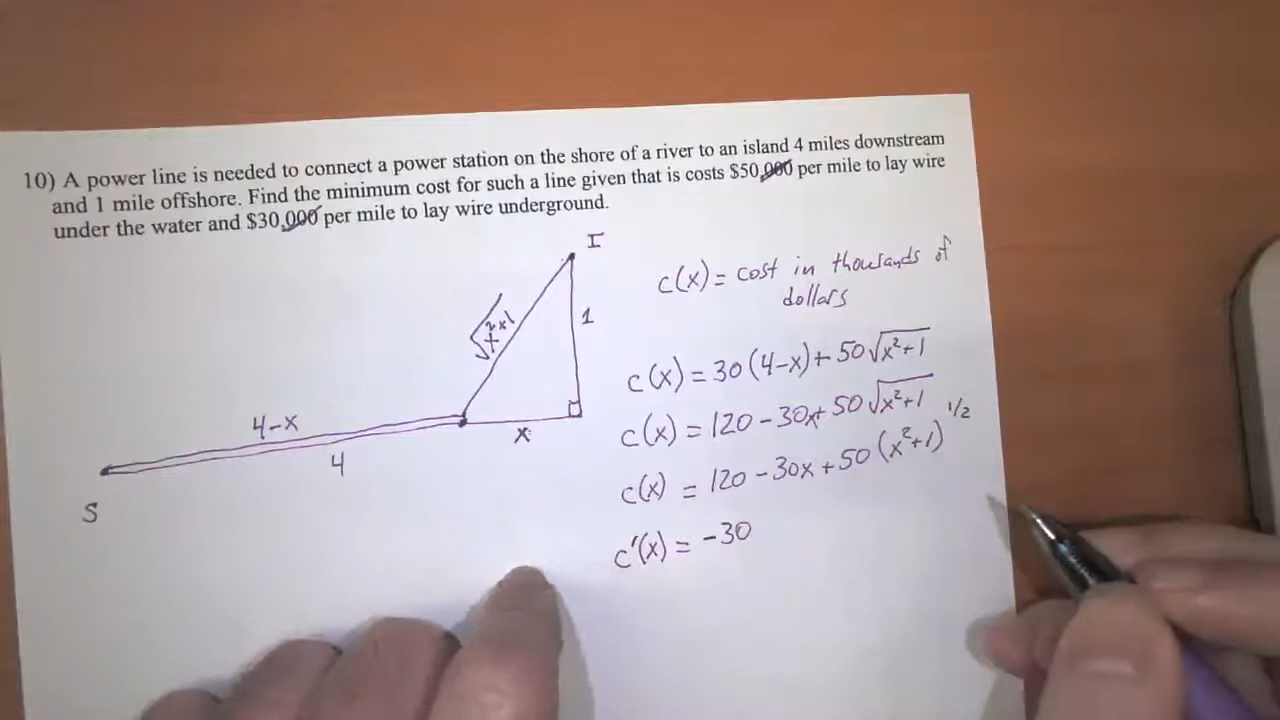 10) A power line is needed to connect a power station on the shore of a river to an island 4 miles downstream
and 1 mile offshore. Find the minimum cost for such a line given that is costs $50,000 per mile to lay wire
under the water and $30,000 per mile to lay wire underground.
I
c(x) = cost in thousands of
dollars
√x²+1
1
c(x) = 30(4-x) + 50√x²+1
4-x
x
c(x) = 120 - 30x + 50√x²+1
4
c(x) = 120 - 30x + 50(x²+1)^1/2
S
c'(x) = -30